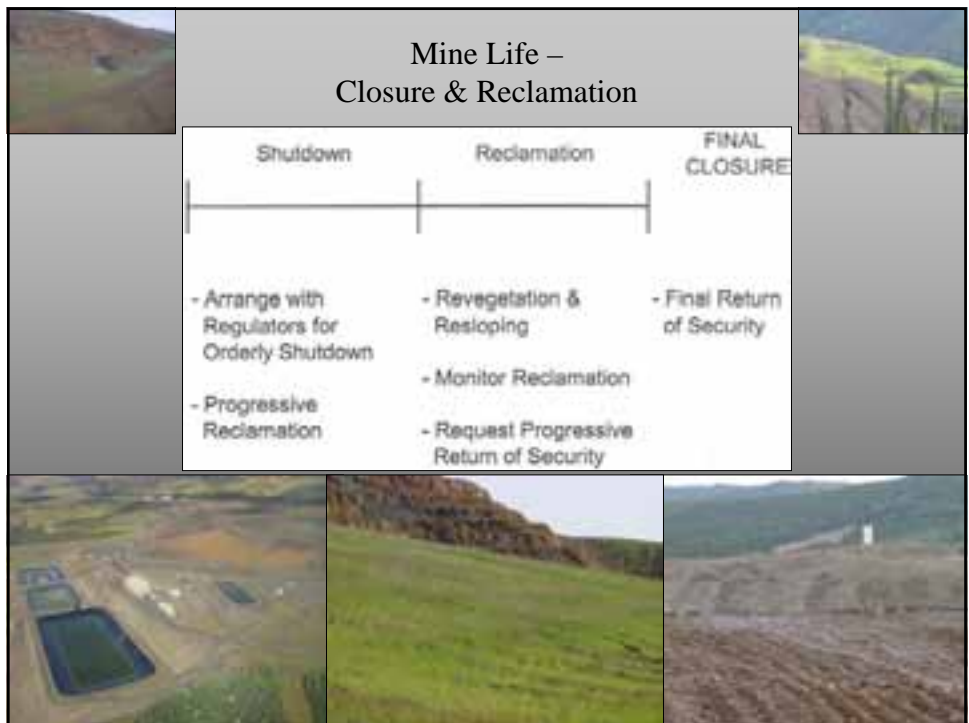 Mine Life –
Closure & Reclamation
Shutdown
Reclamation
FINAL
CLOSURE
- Arrange with
Regulators for
Orderly Shutdown
- Progressive
Reclamation
- Revegetation &
Resloping
- Monitor Reclamation
- Request Progressive
Return of Security
- Final Return
of Security